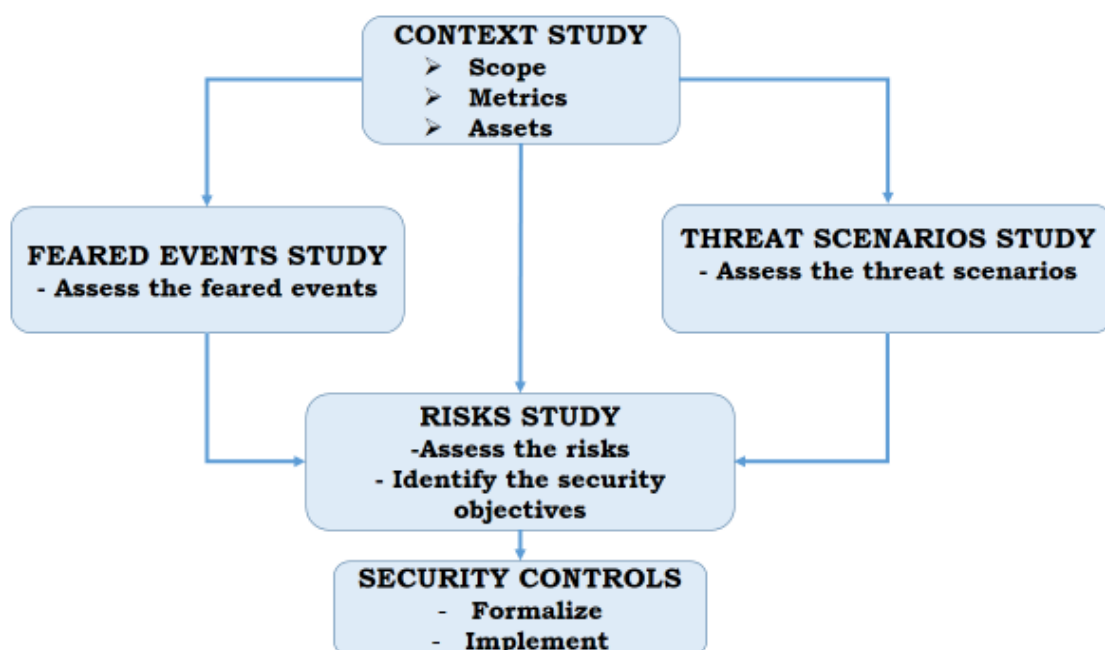 CONTEXT STUDY
➢ Scope
➢ Metrics
➢ Assets
FEARED EVENTS STUDY
- Assess the feared events
THREAT SCENARIOS STUDY
- Assess the threat scenarios
RISKS STUDY
-Assess the risks
- Identify the security
objectives
SECURITY CONTROLS
- Formalize
- Implement